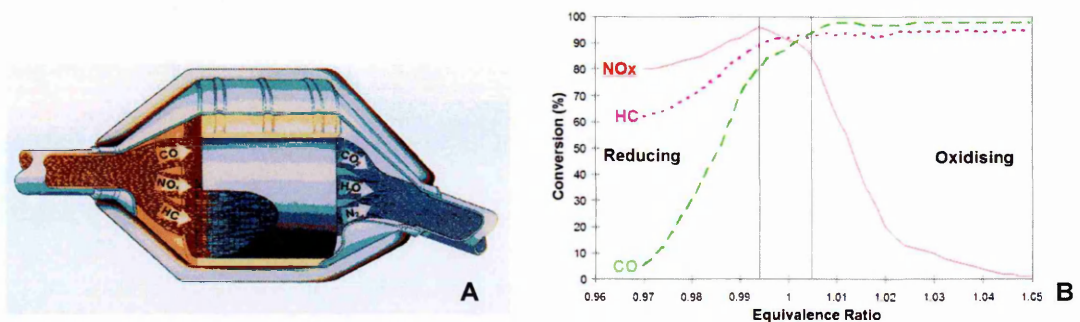 CO
NOx
HC
CO2
H2O
N2
A
100
90
80
70
60
50
40
30
20
10
0
Conversion (%)
NOx
HC
CO
Reducing
Oxidising
0.96
0.97
0.98
0.99
1
1.01
1.02
1.03
1.04
1.05
Equivalence Ratio
B